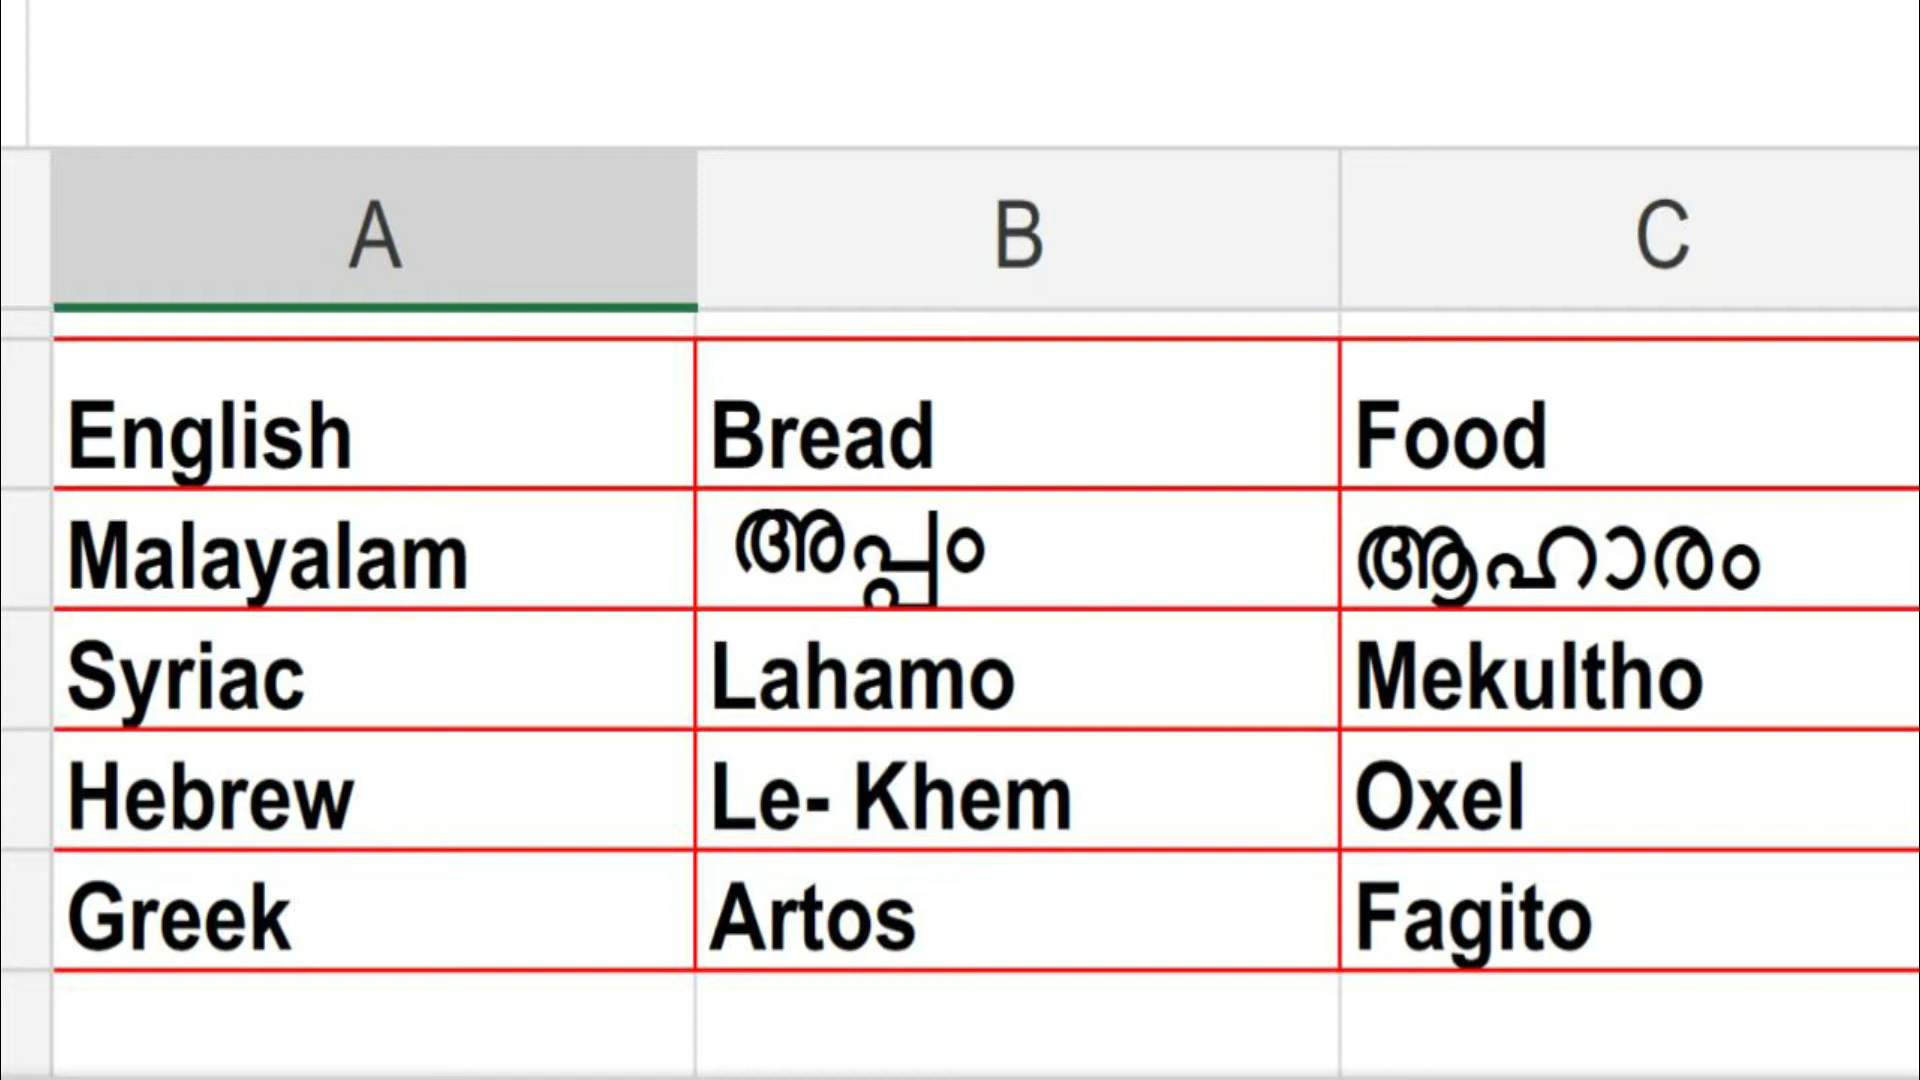 A B C
English Bread Food
Malayalam അപ്പം ആഹാരം
Syriac Lahamo Mekultho
Hebrew Le- Khem Oxel
Greek Artos Fagito